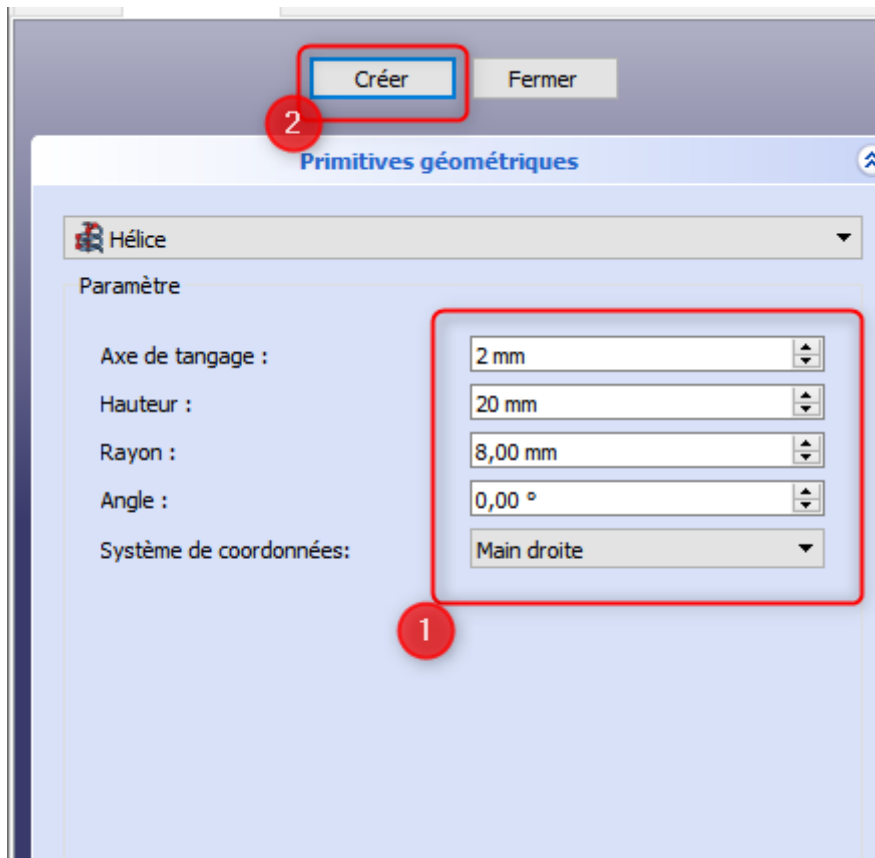 Créer Fermer
2
Primitives géométriques
Hélice
Paramètre
Axe de tangage : 2 mm
Hauteur : 20 mm
Rayon : 8,00 mm
Angle : 0,00 °
Système de coordonnées: Main droite
1